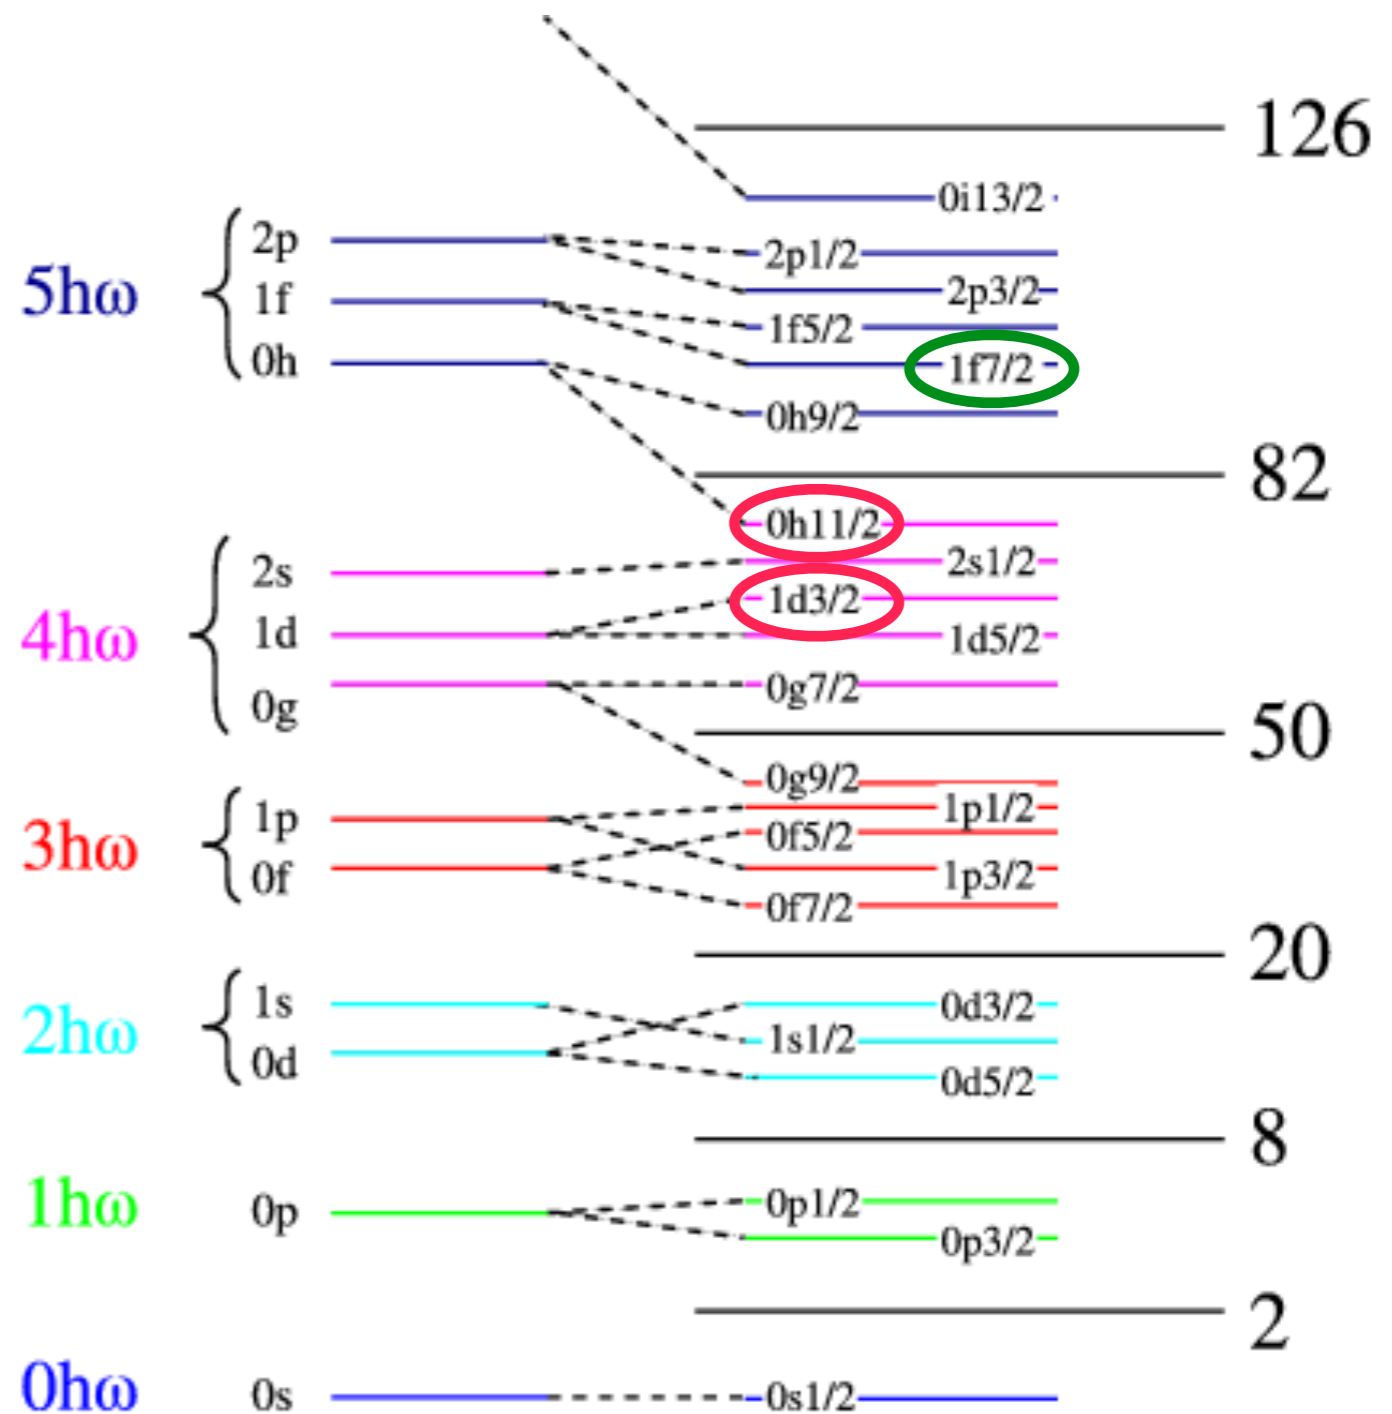 126
0i13/2
5hω
2p
2p1/2
2p3/2
1f
1f5/2
1f7/2
0h
0h9/2
82
0h11/2
4hω
2s
2s1/2
1d3/2
1d
1d5/2
0g
0g7/2
50
0g9/2
3hω
1p
1p1/2
0f5/2
0f
1p3/2
0f7/2
20
2hω
1s
0d3/2
1s1/2
0d
0d5/2
8
1hω
0p
0p1/2
0p3/2
2
0hω
0s
0s1/2